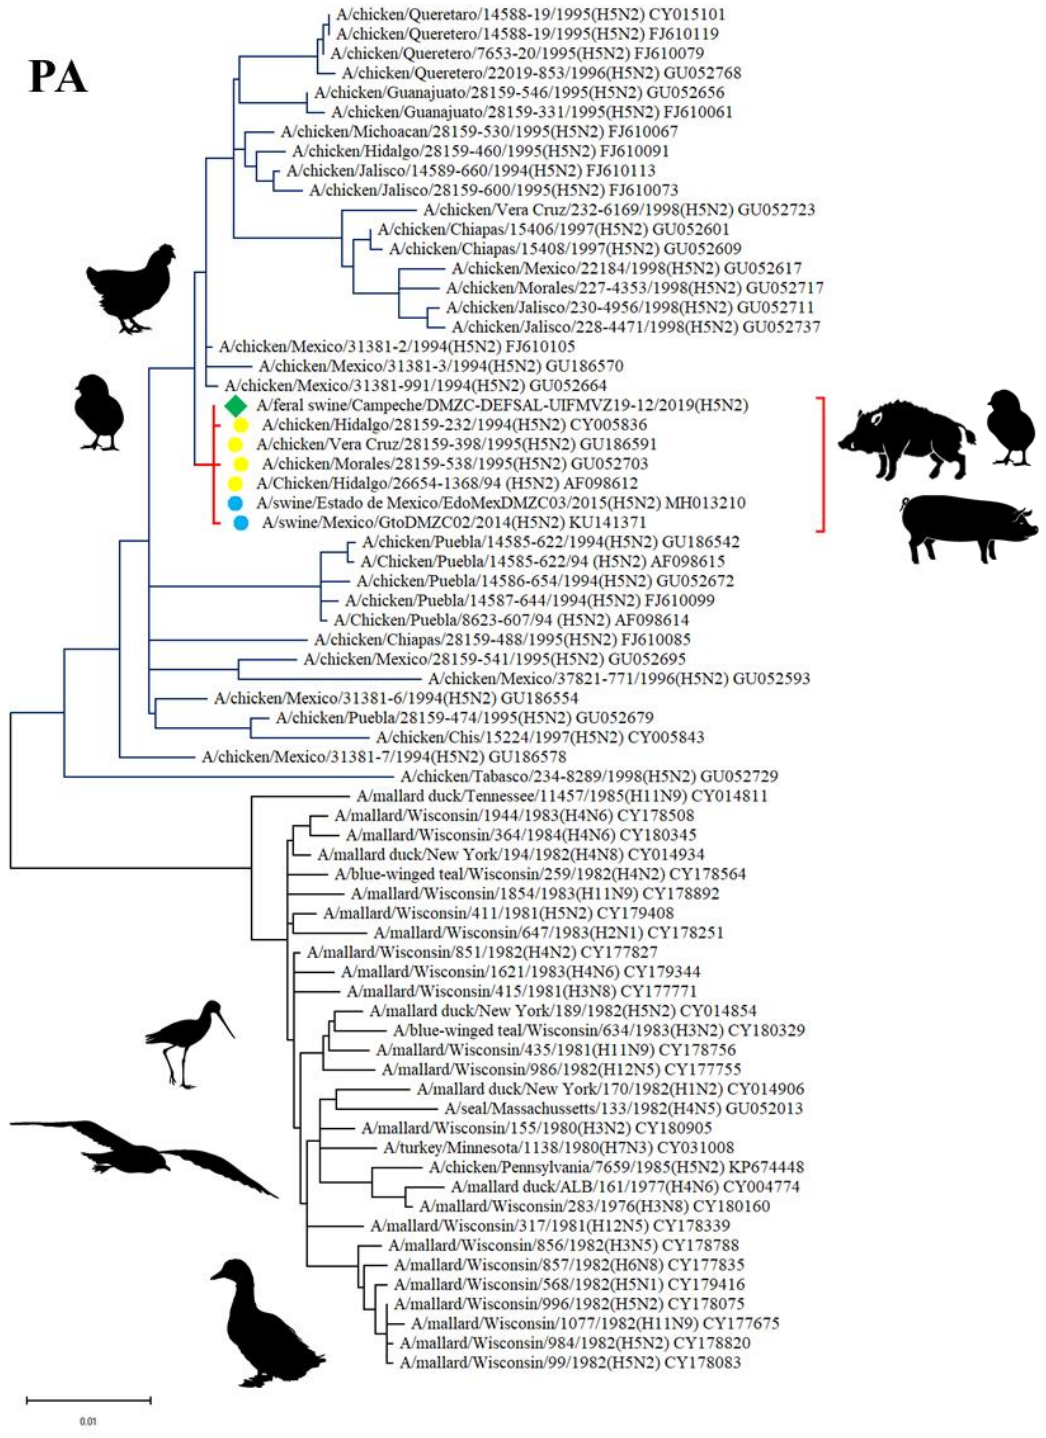 PA
A/chicken/Queretaro/14588-19/1995(H5N2) CY015101
A/chicken/Queretero/14588-19/1995(H5N2) FJ610119
A/chicken/Queretero/7653-20/1995(H5N2) FJ610079
A/chicken/Queretero/22019-853/1996(H5N2) GU052768
A/chicken/Guanajuato/28159-546/1995(H5N2) GU052656
A/chicken/Guanajuato/28159-331/1995(H5N2) FJ610061
A/chicken/Michoacan/28159-530/1995(H5N2) FJ610067
A/chicken/Hidalgo/28159-460/1995(H5N2) FJ610091
A/chicken/Jalisco/14589-660/1994(H5N2) FJ610113
A/chicken/Jalisco/28159-600/1995(H5N2) FJ610073
A/chicken/Vera Cruz/232-6169/1998(H5N2) GU052723
A/chicken/Chiapas/15406/1997(H5N2) GU052601
A/chicken/Chiapas/15408/1997(H5N2) GU052609
A/chicken/Mexico/22184/1998(H5N2) GU052617
A/chicken/Morales/227-4353/1998(H5N2) GU052717
A/chicken/Jalisco/230-4956/1998(H5N2) GU052711
A/chicken/Jalisco/228-4471/1998(H5N2) GU052737
A/chicken/Mexico/31381-2/1994(H5N2) FJ610105
A/chicken/Mexico/31381-3/1994(H5N2) GU186570
A/chicken/Mexico/31381-991/1994(H5N2) GU052664
A/feral swine/Campeche/DMZC-DEFSAL-UIFMVZ19-12/2019(H5N2)
A/chicken/Hidalgo/28159-232/1994(H5N2) CY005836
A/chicken/Vera Cruz/28159-398/1995(H5N2) GU186591
A/chicken/Morales/28159-538/1995(H5N2) GU052703
A/Chicken/Hidalgo/26654-1368/94 (H5N2) AF098612
A/swine/Estado de Mexico/EdoMexDMZC03/2015(H5N2) MH013210
A/swine/Mexico/GtoDMZC02/2014(H5N2) KU141371
A/chicken/Puebla/14585-622/1994(H5N2) GU186542
A/Chicken/Puebla/14585-622/94 (H5N2) AF098615
A/chicken/Puebla/14586-654/1994(H5N2) GU052672
A/chicken/Puebla/14587-644/1994(H5N2) FJ610099
A/Chicken/Puebla/8623-607/94 (H5N2) AF098614
A/chicken/Chiapas/28159-488/1995(H5N2) FJ610085
A/chicken/Mexico/28159-541/1995(H5N2) GU052695
A/chicken/Mexico/37821-771/1996(H5N2) GU052593
A/chicken/Mexico/31381-6/1994(H5N2) GU186554
A/chicken/Puebla/28159-474/1995(H5N2) GU052679
A/chicken/Chis/15224/1997(H5N2) CY005843
A/chicken/Mexico/31381-7/1994(H5N2) GU186578
A/chicken/Tabasco/234-8289/1998(H5N2) GU052729
A/mallard duck/Tennessee/11457/1985(H11N9) CY014811
A/mallard/Wisconsin/1944/1983(H4N6) CY178508
A/mallard/Wisconsin/364/1984(H4N6) CY180345
A/mallard duck/New York/194/1982(H4N8) CY014934
A/blue-winged teal/Wisconsin/259/1982(H4N2) CY178564
A/mallard/Wisconsin/1854/1983(H11N9) CY178892
A/mallard/Wisconsin/411/1981(H5N2) CY179408
A/mallard/Wisconsin/647/1983(H2N1) CY178251
A/mallard/Wisconsin/851/1982(H4N2) CY177827
A/mallard/Wisconsin/1621/1983(H4N6) CY179344
A/mallard/Wisconsin/415/1981(H3N8) CY177771
A/mallard duck/New York/189/1982(H5N2) CY014854
A/blue-winged teal/Wisconsin/634/1983(H3N2) CY180329
A/mallard/Wisconsin/435/1981(H11N9) CY178756
A/mallard/Wisconsin/986/1982(H12N5) CY177755
A/mallard duck/New York/170/1982(H1N2) CY014906
A/seal/Massachussetts/133/1982(H4N5) GU052013
A/mallard/Wisconsin/155/1980(H3N2) CY180905
A/turkey/Minnesota/1138/1980(H7N3) CY031008
A/chicken/Pennsylvania/7659/1985(H5N2) KP674448
A/mallard duck/ALB/161/1977(H4N6) CY004774
A/mallard/Wisconsin/283/1976(H3N8) CY180160
A/mallard/Wisconsin/317/1981(H12N5) CY178339
A/mallard/Wisconsin/856/1982(H3N5) CY178788
A/mallard/Wisconsin/857/1982(H6N8) CY177835
A/mallard/Wisconsin/568/1982(H5N1) CY179416
A/mallard/Wisconsin/996/1982(H5N2) CY178075
A/mallard/Wisconsin/1077/1982(H11N9) CY177675
A/mallard/Wisconsin/984/1982(H5N2) CY178820
A/mallard/Wisconsin/99/1982(H5N2) CY178083
0.01